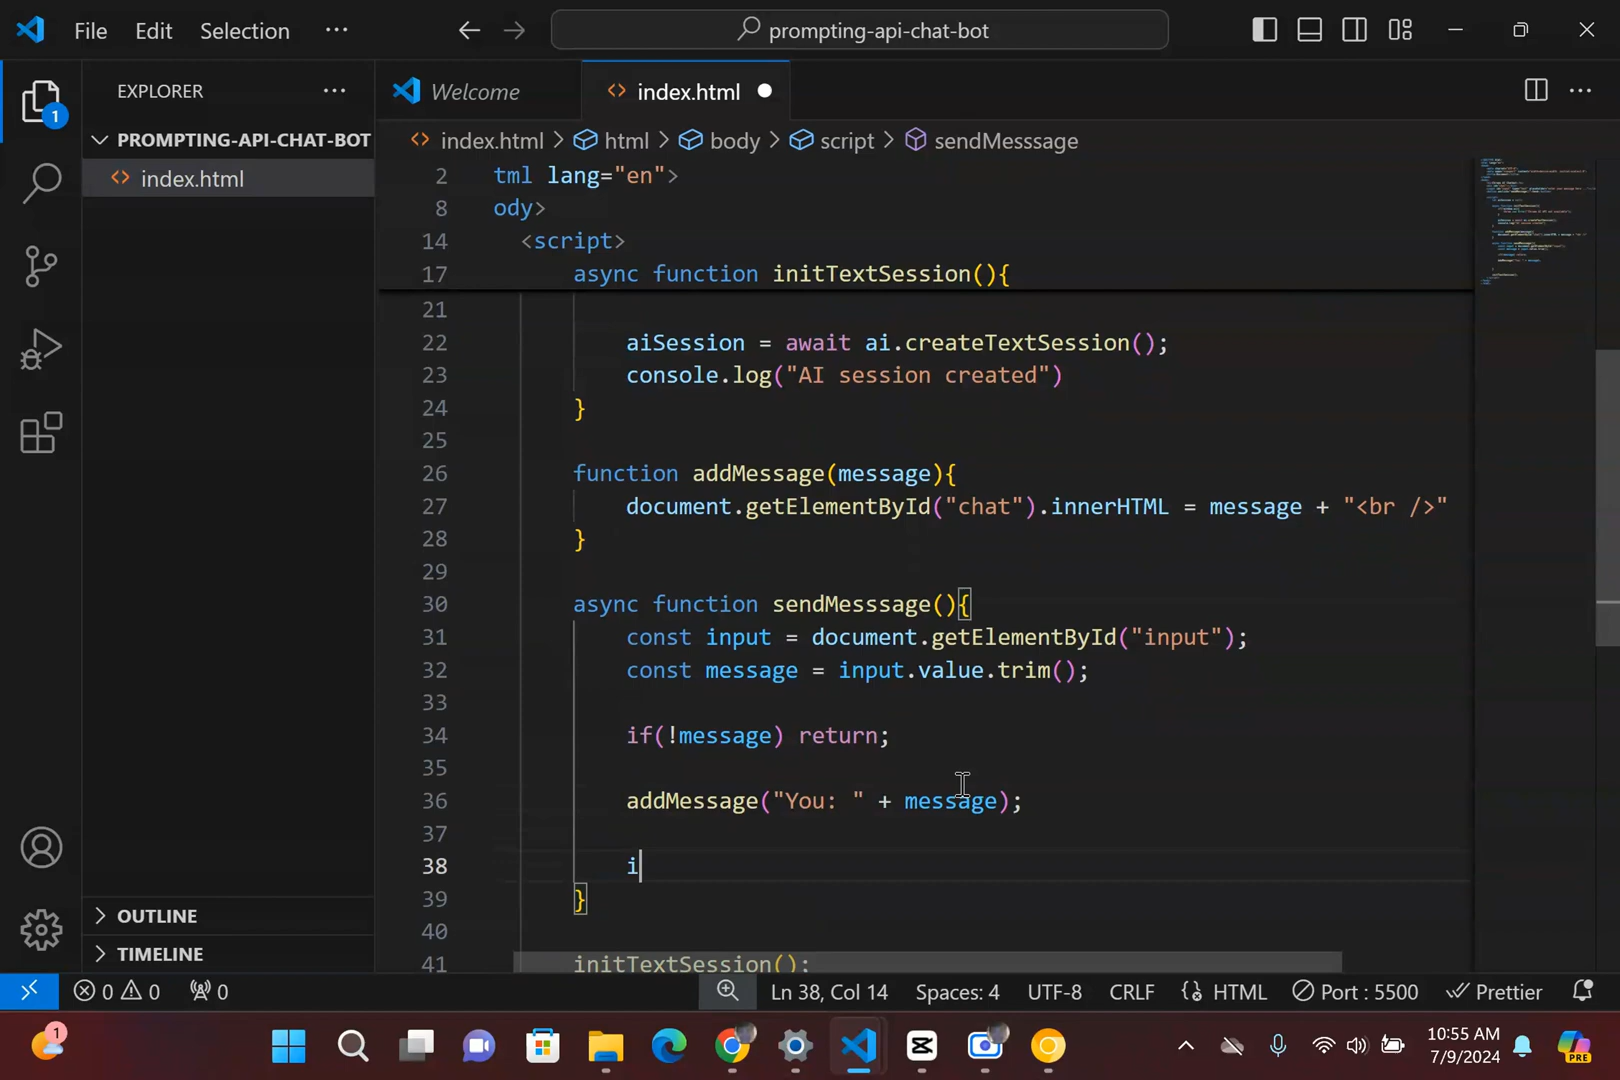 File Edit Selection ··· prompting-api-chat-bot
EXPLORER ···
Welcome
index.html
PROMPTING-API-CHAT-BOT
index.html
1
index.html > html > body > script > sendMesssage
2 tml lang="en">
8 ody>
14 <script>
17 async function initTextSession(){
21
22 aiSession = await ai.createTextSession();
23 console.log("AI session created")
24 }
25
26 function addMessage(message){
27 document.getElementById("chat").innerHTML = message + "<br />"
28 }
29
30 async function sendMesssage(){
31 const input = document.getElementById("input");
32 const message = input.value.trim();
33
34 if(!message) return;
35
36 addMessage("You: " + message);
37
38 i
39 }
40
41 initTextSession();
OUTLINE
TIMELINE
0 0 0 Ln 38, Col 14 Spaces: 4 UTF-8 CRLF {} HTML Port : 5500 Prettier
1 10:55 AM
7/9/2024
PRE